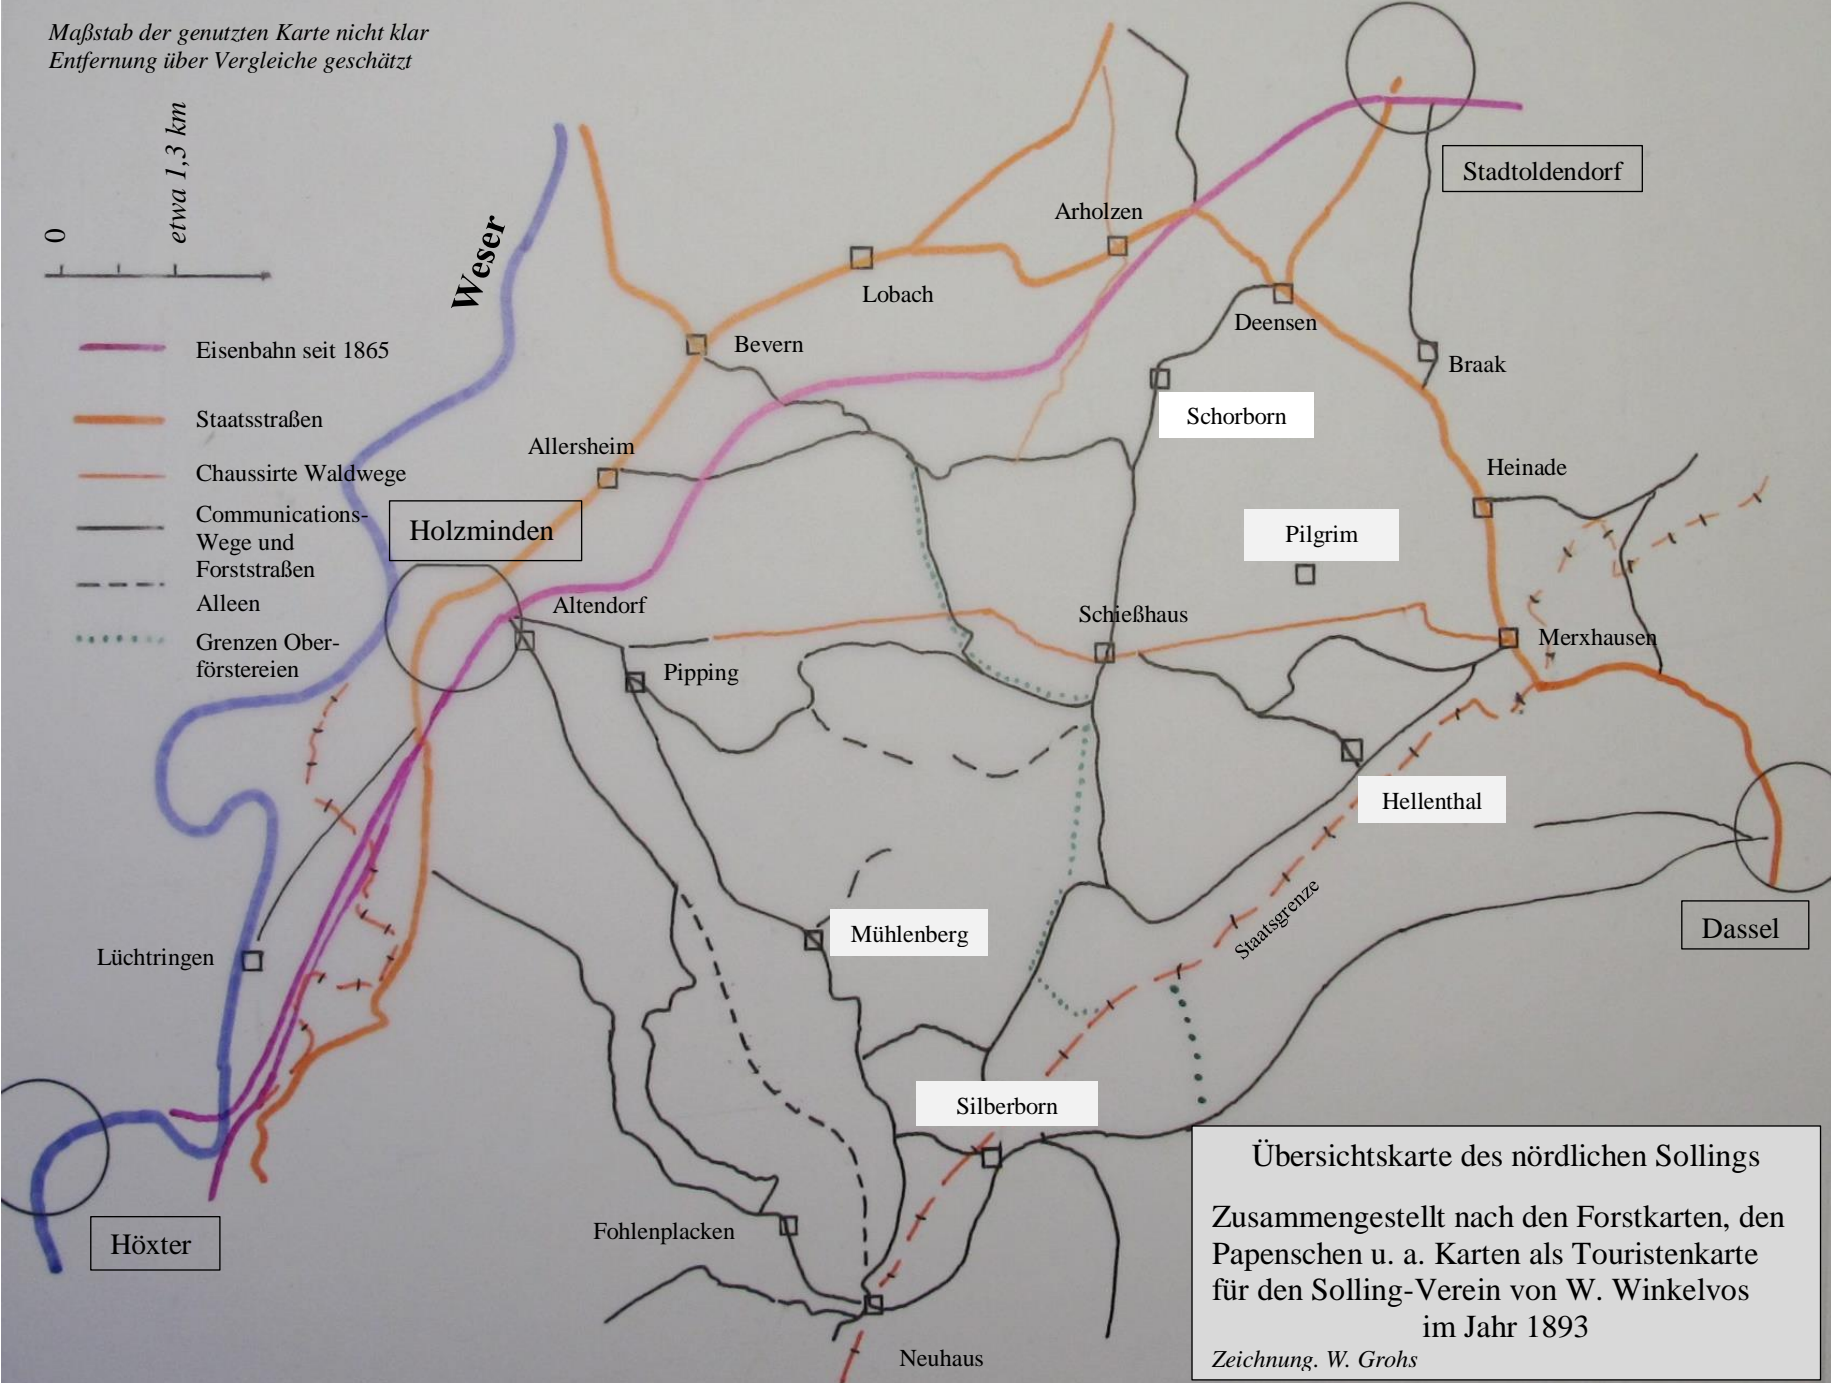 Maßstab der genutzten Karte nicht klar
Entfernung über Vergleiche geschätzt
0
etwa 1,3 km
Weser
Eisenbahn seit 1865
Staatsstraßen
Chaussirte Waldwege
Communications-
Wege und
Forststraßen
Alleen
Grenzen Ober-
förstereien
Stadtoldendorf
Arholzen
Lobach
Deensen
Bevern
Braak
Schorborn
Allersheim
Heinade
Holzminden
Pilgrim
Altendorf
Schießhaus
Merxhausen
Pipping
Hellenthal
Staatsgrenze
Mühlenberg
Dassel
Lüchtringen
Silberborn
Fohlenplacken
Höxter
Neuhaus
Übersichtskarte des nördlichen Sollings
Zusammengestellt nach den Forstkarten, den
Papenschen u. a. Karten als Touristenkarte
für den Solling-Verein von W. Winkelvos
im Jahr 1893
Zeichnung. W. Grohs